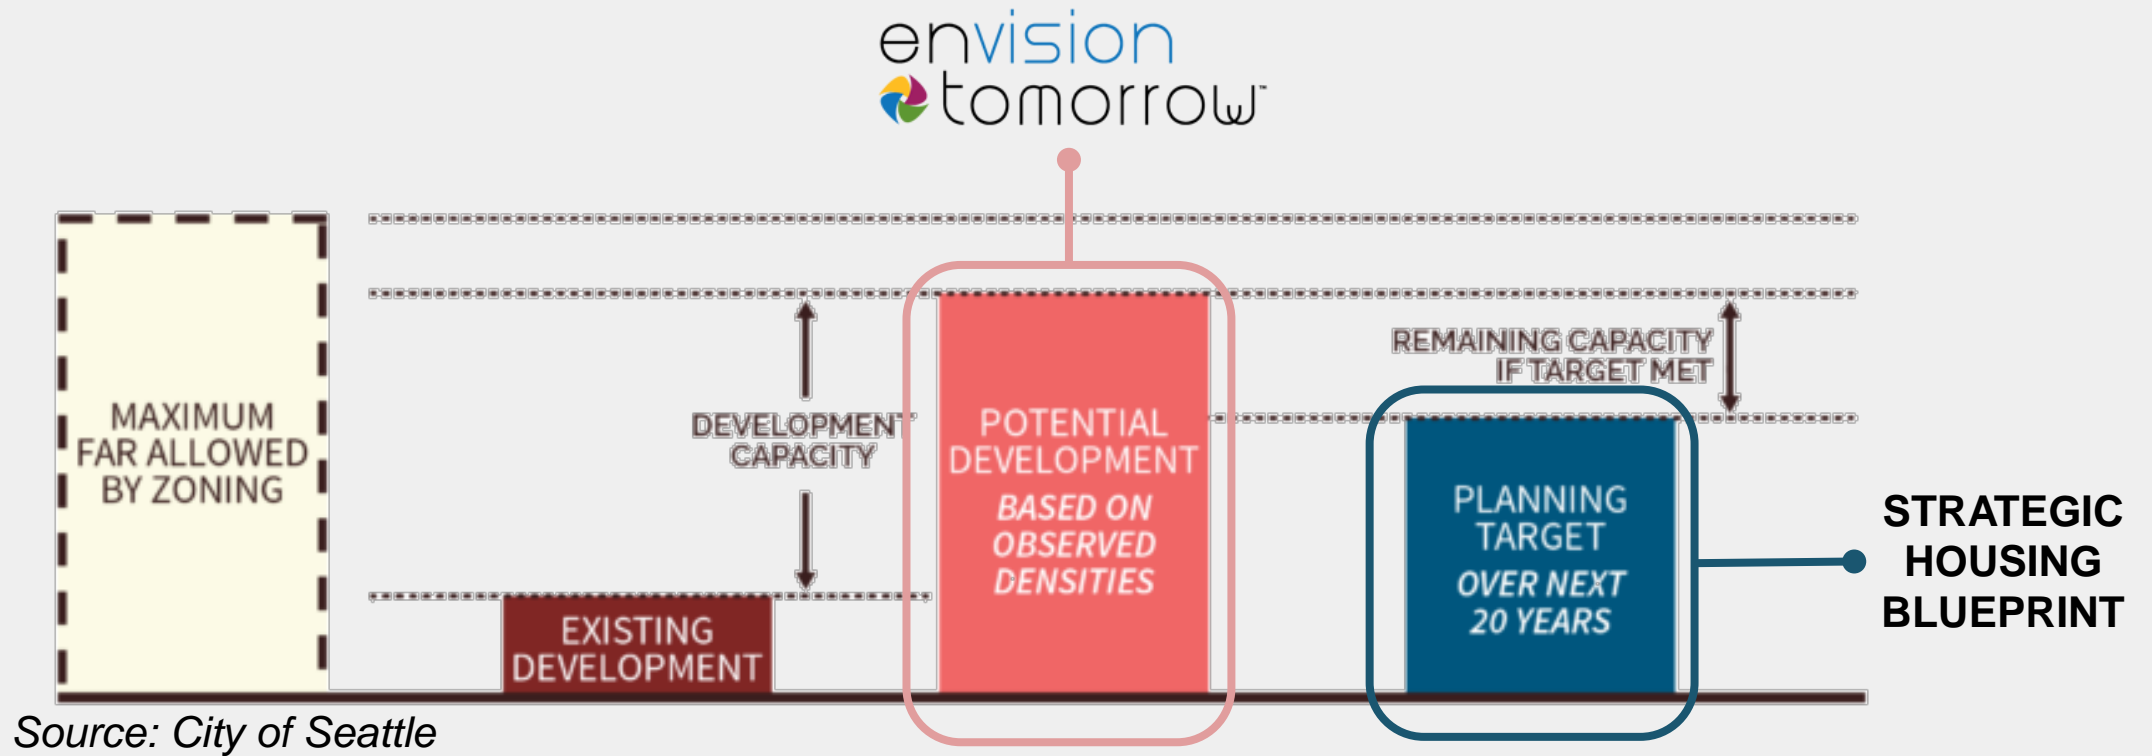 envision
tomorrow™
MAXIMUM
FAR ALLOWED
BY ZONING
EXISTING
DEVELOPMENT
DEVELOPMENT
CAPACITY
POTENTIAL
DEVELOPMENT
BASED ON
OBSERVED
DENSITIES
REMAINING CAPACITY
IF TARGET MET
PLANNING
TARGET
OVER NEXT
20 YEARS
STRATEGIC
HOUSING
BLUEPRINT
Source: City of Seattle